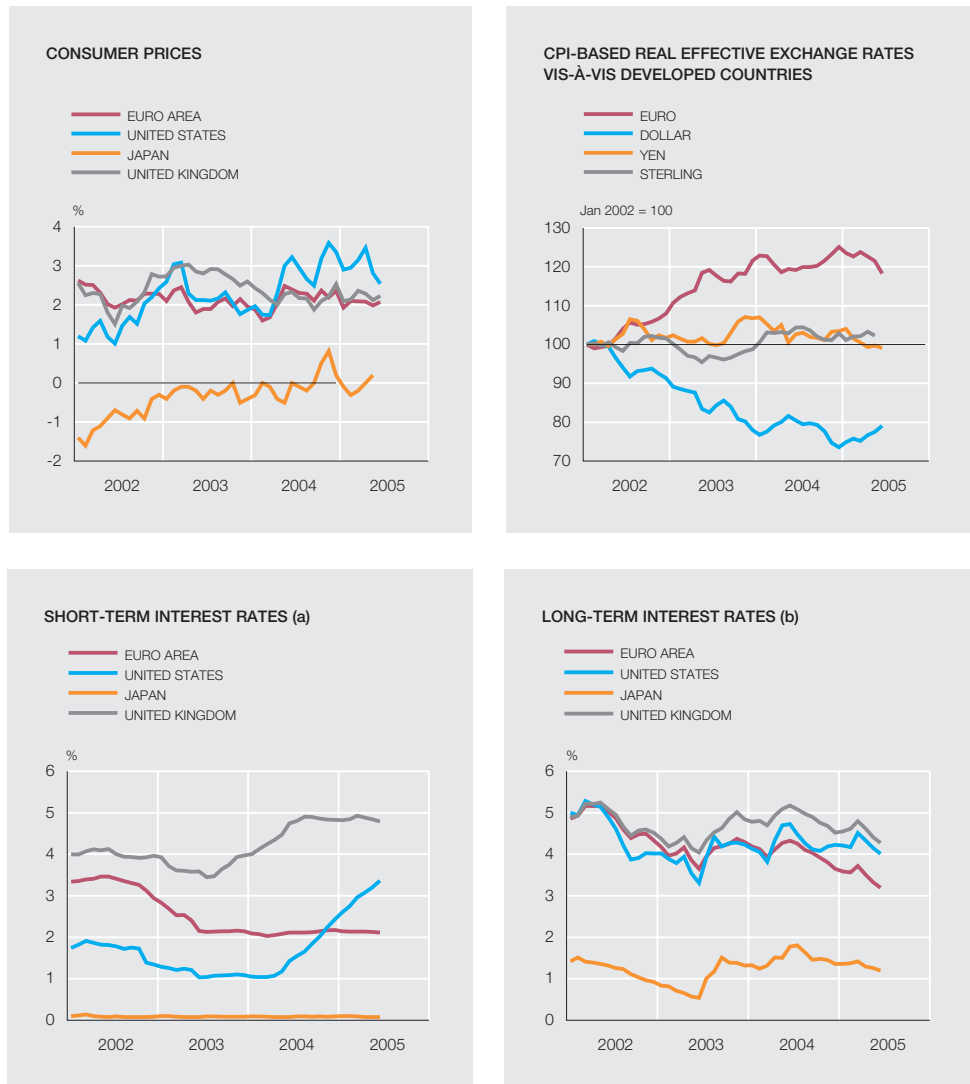 CONSUMER PRICES
EURO AREA
UNITED STATES
JAPAN
UNITED KINGDOM
%
4
3
2
1
0
-1
-2
2002 2003 2004 2005
CPI-BASED REAL EFFECTIVE EXCHANGE RATES
VIS-À-VIS DEVELOPED COUNTRIES
EURO
DOLLAR
YEN
STERLING
Jan 2002 = 100
130
120
110
100
90
80
70
2002 2003 2004 2005
SHORT-TERM INTEREST RATES (a)
EURO AREA
UNITED STATES
JAPAN
UNITED KINGDOM
%
6
5
4
3
2
1
0
2002 2003 2004 2005
LONG-TERM INTEREST RATES (b)
EURO AREA
UNITED STATES
JAPAN
UNITED KINGDOM
%
6
5
4
3
2
1
0
2002 2003 2004 2005